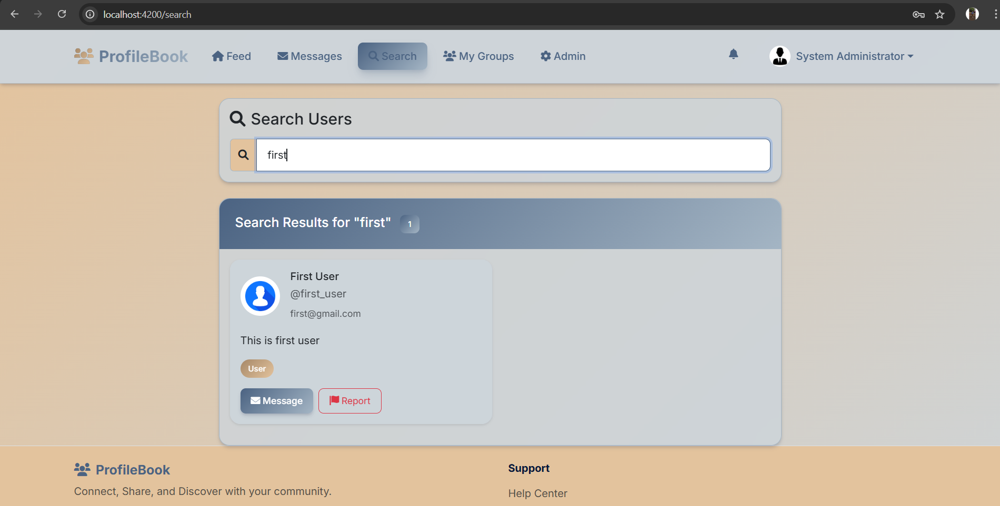 localhost:4200/search
ProfileBook Feed Messages Search My Groups Admin System Administrator
Search Users
first
Search Results for "first" 1
First User
@first_user
first@gmail.com
This is first user
User
Message Report
ProfileBook Support
Connect, Share, and Discover with your community.
Help Center